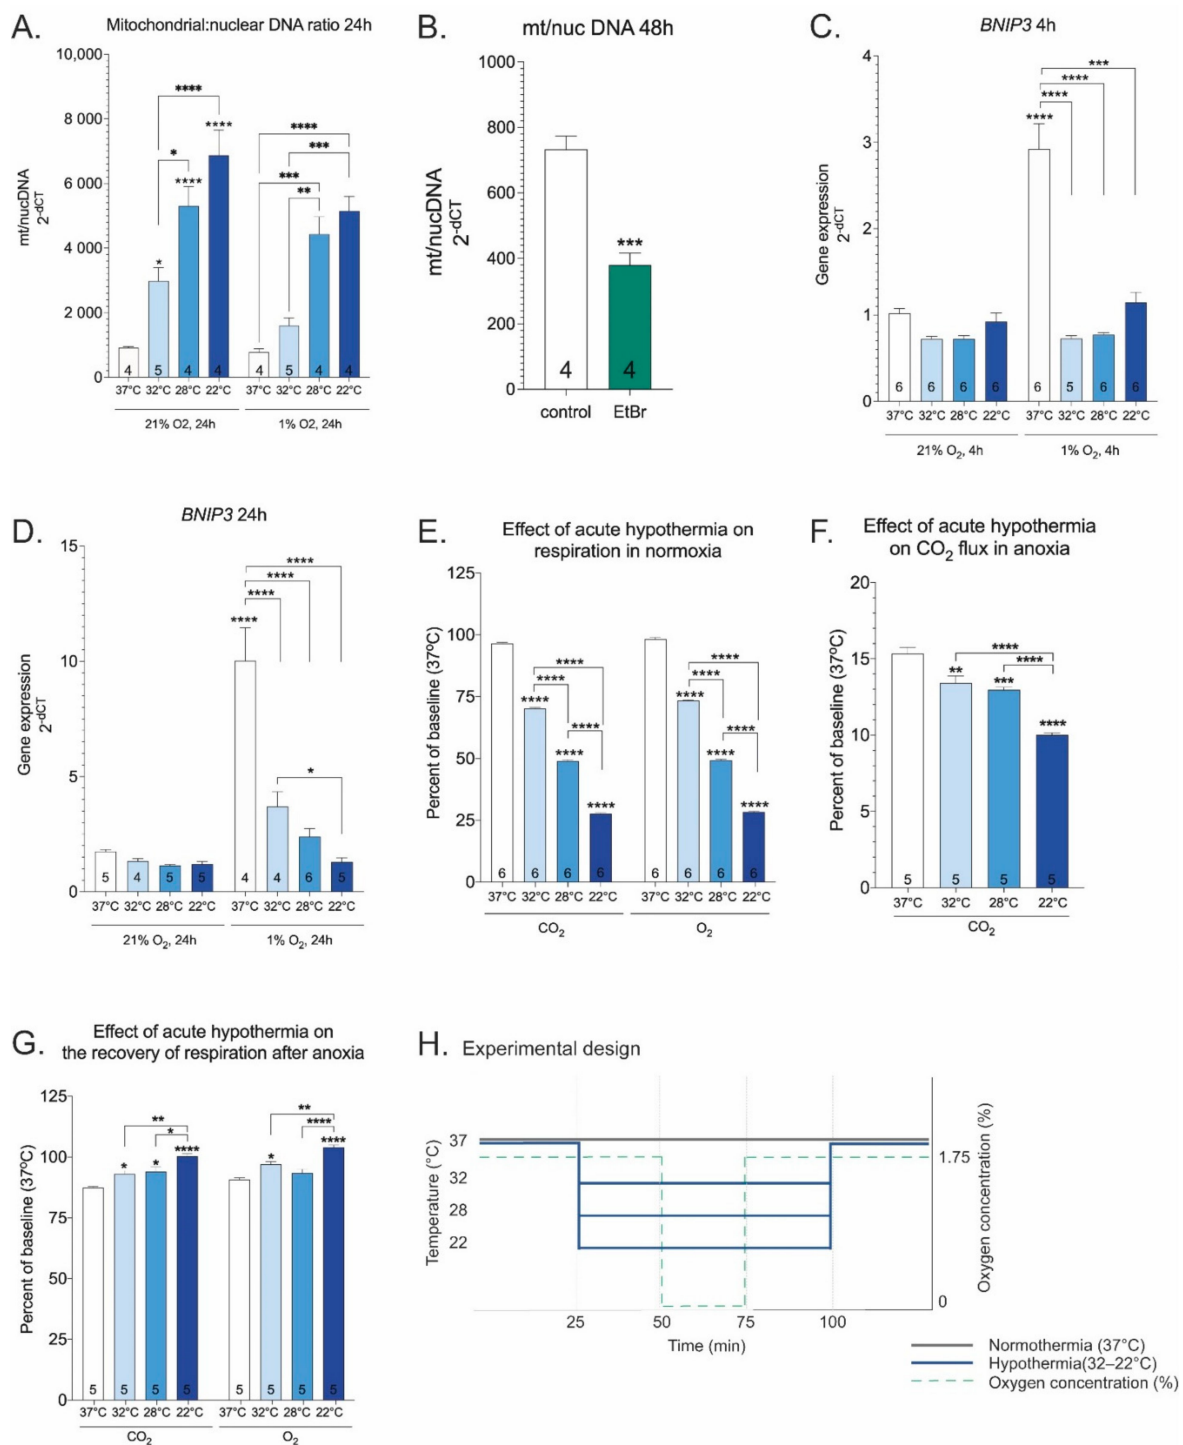 A.
Mitochondrial:nuclear DNA ratio 24h
mt/nucDNA
2-dCT
10,000
8 000
6 000
4 000
2 000
0
****
*
****
****
*
****
***
***
**
4 5 4 4 4 5 4 4
37°C 32°C 28°C 22°C 37°C 32°C 28°C 22°C
21% O2, 24h 1% O2, 24h
B.
mt/nuc DNA 48h
mt/nucDNA
2-dCT
1000
800
600
400
200
0
***
4 4
control EtBr
C.
BNIP3 4h
Gene expression
2-dCT
4
3
2
1
0
***
****
****
****
6 6 6 6 6 5 6 6
37°C 32°C 28°C 22°C 37°C 32°C 28°C 22°C
21% O2, 4h 1% O2, 4h
D.
BNIP3 24h
Gene expression
2-dCT
15
10
5
0
****
****
****
****
*
5 4 5 5 4 4 6 5
37°C 32°C 28°C 22°C 37°C 32°C 28°C 22°C
21% O2, 24h 1% O2, 24h
E.
Effect of acute hypothermia on
respiration in normoxia
Percent of baseline (37ºC)
125
100
75
50
25
0
**** ****
**** ****
**** ****
**** ****
**** ****
**** ****
6 6 6 6 6 6 6 6
37°C 32°C 28°C 22°C 37°C 32°C 28°C 22°C
CO2 O2
F.
Effect of acute hypothermia
on CO2 flux in anoxia
Percent of baseline (37ºC)
20
15
10
5
0
****
****
**
***
****
5 5 5 5
37°C 32°C 28°C 22°C
CO2
G.
Effect of acute hypothermia on
the recovery of respiration after anoxia
Percent of baseline (37ºC)
125
100
75
50
25
0
** **
* ****
* * **** * ****
5 5 5 5 5 5 5 5
37°C 32°C 28°C 22°C 37°C 32°C 28°C 22°C
CO2 O2
H. Experimental design
Temperature (°C)
37
32
28
22
1.75
0
Oxygen concentration (%)
25 50 75 100
Time (min)
Normothermia (37°C)
Hypothermia(32–22°C)
Oxygen concentration (%)